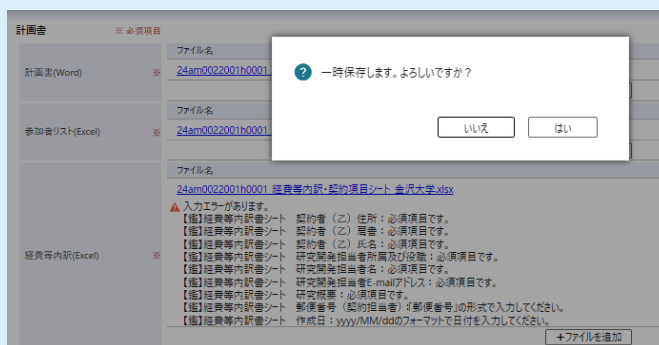 計画書 ※ 必須項目
ファイル名
計画書(Word) ※ 24am0022001h0001
ファイル名
参加者リスト(Excel) ※ 24am0022001h0001
一時保存します。よろしいですか?
いいえ はい
ファイル名
24am0022001h0001_経費等内訳・契約項目シート_金沢大学.xlsx
入力エラーがあります。
【鑑】経費等内訳書シート 契約者（乙）住所：必須項目です。
【鑑】経費等内訳書シート 契約者（乙）肩書：必須項目です。
【鑑】経費等内訳書シート 契約者（乙）氏名：必須項目です。
【鑑】経費等内訳書シート 研究開発担当者所属及び役職：必須項目です。
【鑑】経費等内訳書シート 研究開発担当者名：必須項目です。
経費等内訳(Excel) ※
【鑑】経費等内訳書シート 研究開発担当者E-mailアドレス：必須項目です。
【鑑】経費等内訳書シート 研究概要：必須項目です。
【鑑】経費等内訳書シート 郵便番号（契約担当者）：「郵便番号」の形式で入力してください。
【鑑】経費等内訳書シート 作成日：yyyy/MM/ddのフォーマットで日付を入力してください。
+ファイルを追加